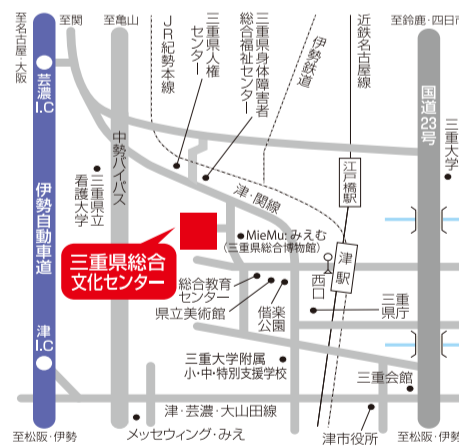 至名古屋・大阪
至関
至亀山
JR紀勢本線
三重県人権
センター
三重県身体障害者
総合福祉センター
伊勢鉄道
近鉄名古屋線
至鈴鹿・四日市
芸濃I.C
国道23号
三重大学
中勢バイパス
三重県立
看護大学
江戸橋駅
津・関線
伊勢自動車道
MieMu:みえむ
(三重県総合博物館)
三重県総合
文化センター
津駅
西口
総合教育
センター
県立美術館
偕楽
公園
三重
県庁
津I.C
三重大学附属
小・中・特別支援学校
三重会館
津・芸濃・大山田線
至松阪・伊勢
メッセウィング・みえ
津市役所
至松阪・伊勢